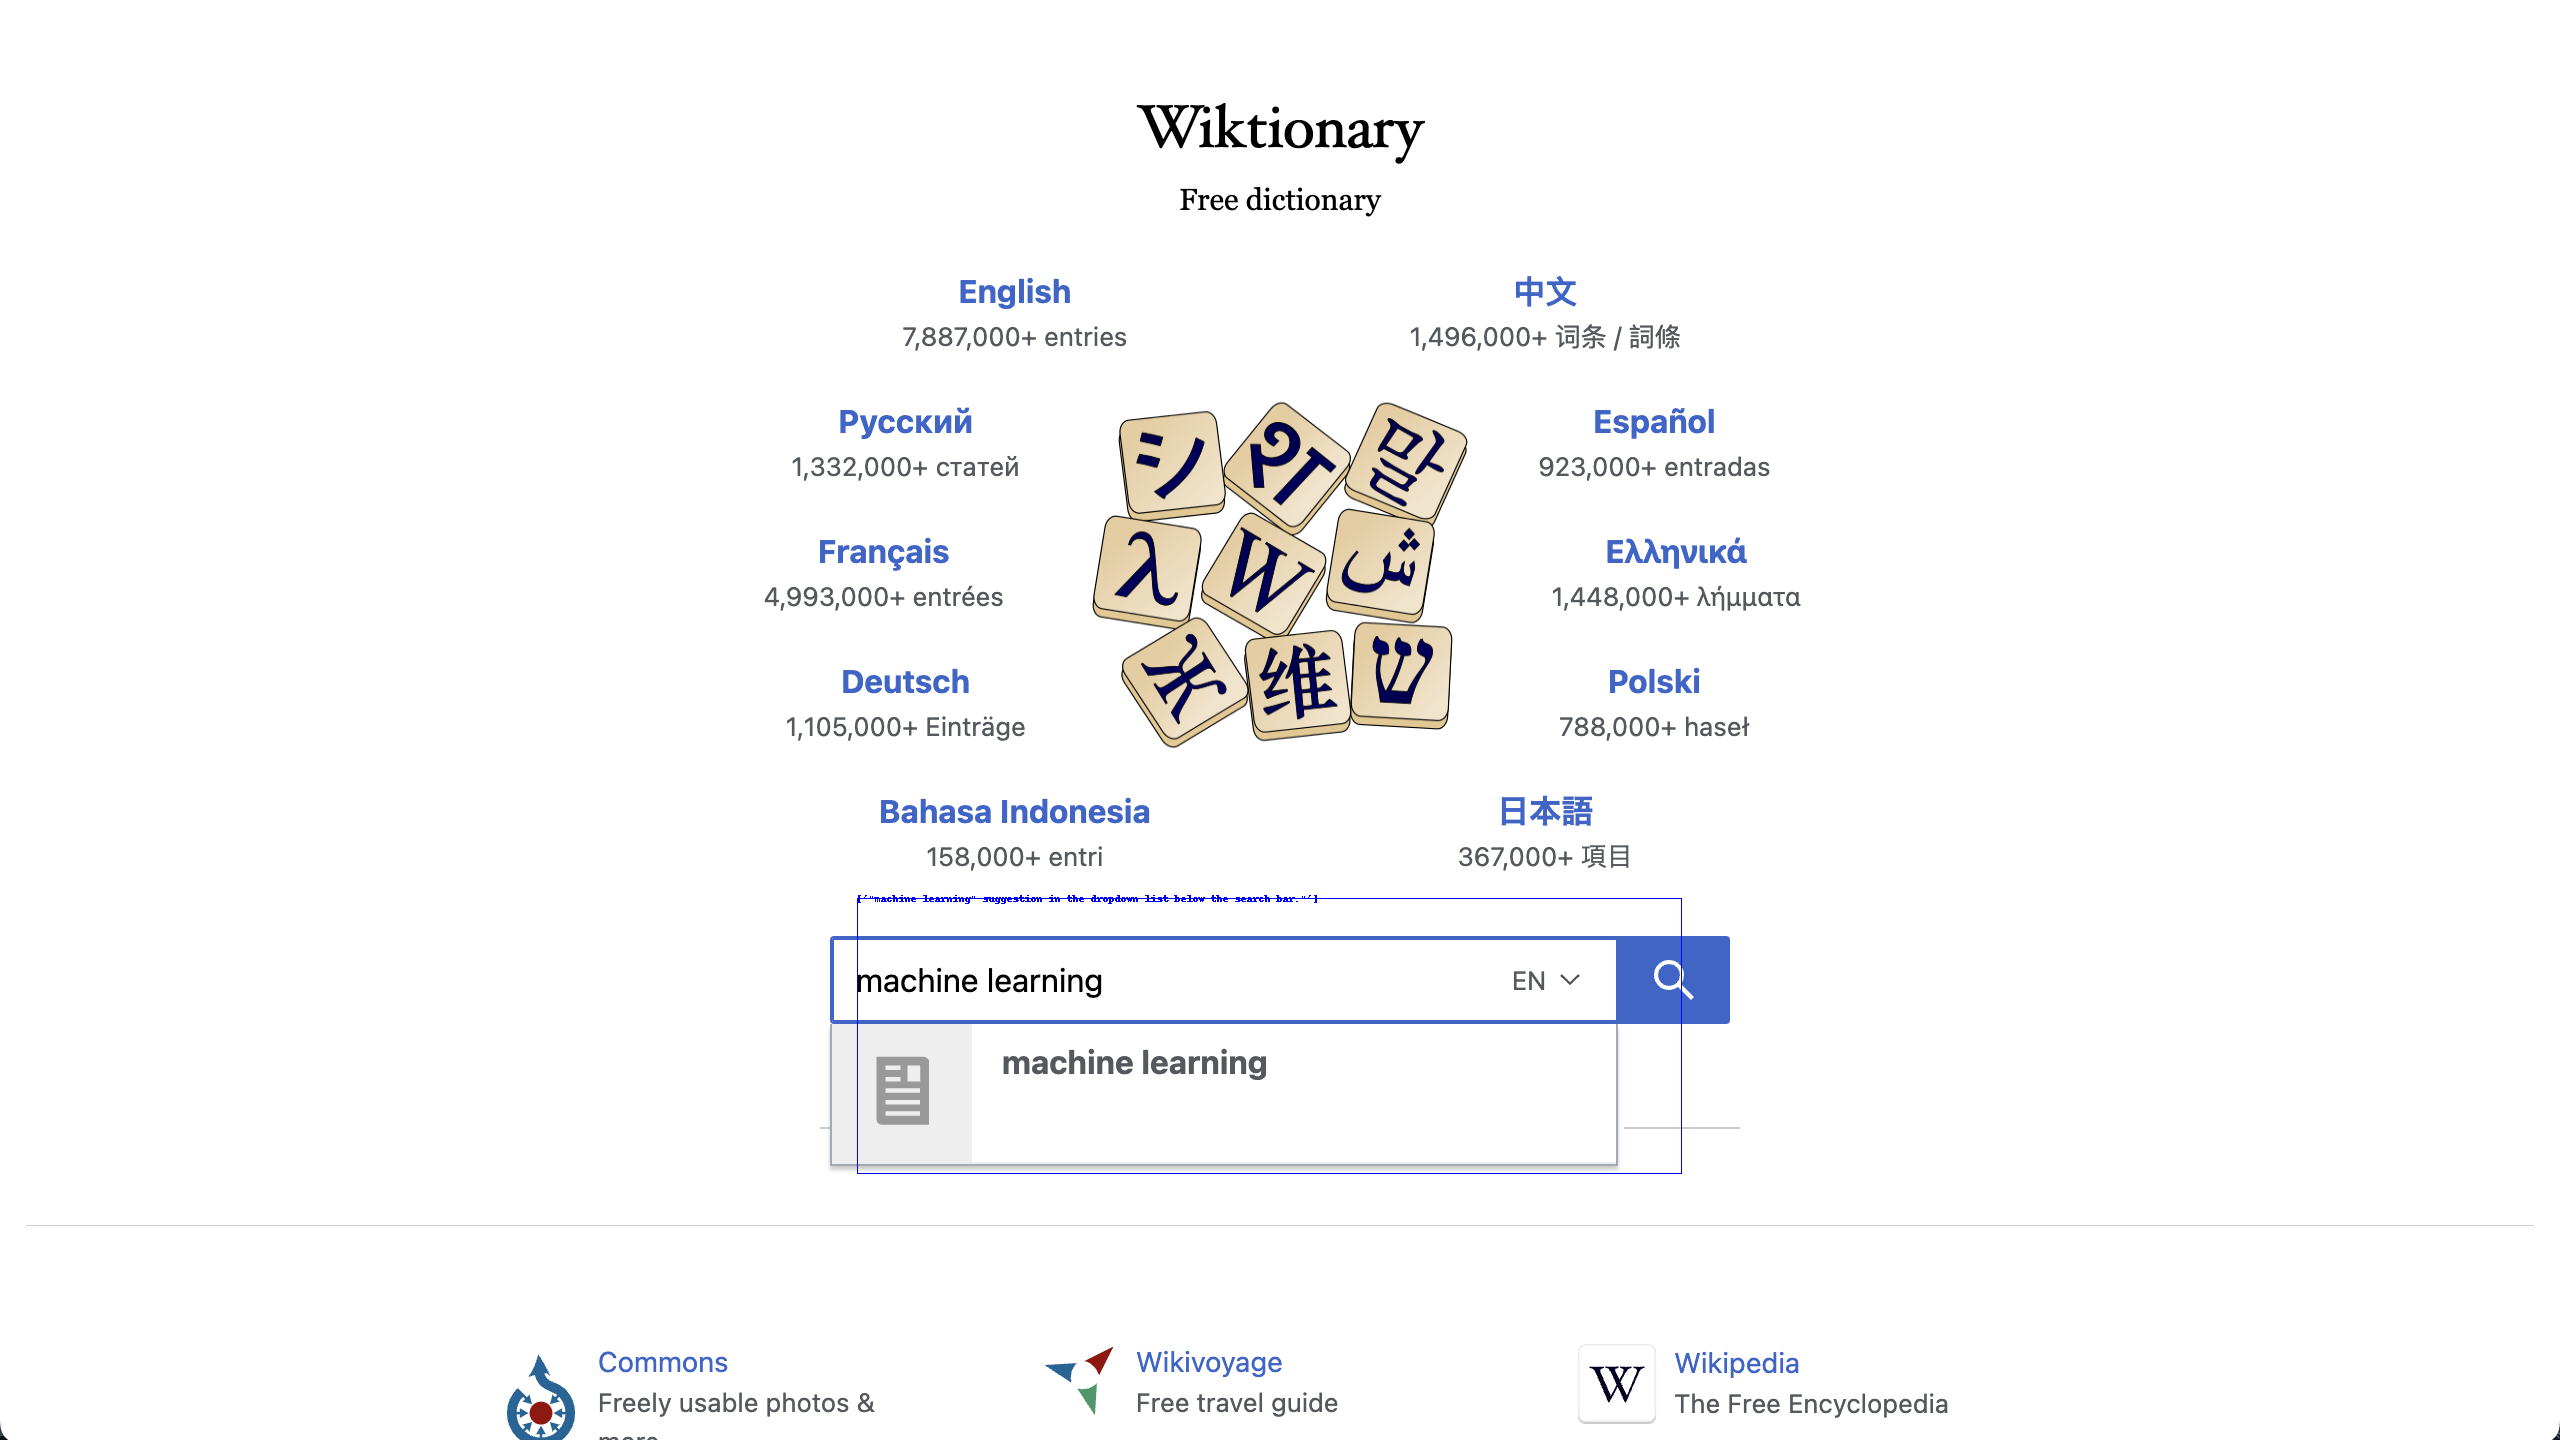 Wiktionary
Free dictionary
English
7,887,000+ entries
中文
1,496,000+ 词条 / 詞條
Русский
1,332,000+ статей
Español
923,000+ entradas
Français
4,993,000+ entrées
Ελληνικά
1,448,000+ λήμματα
Deutsch
1,105,000+ Einträge
Polski
788,000+ haseł
シ
श
말
λ
W
ش
Ж
维
ש
Bahasa Indonesia
158,000+ entri
日本語
367,000+ 項目
['"machine learning" suggestion in the dropdown list below the search bar."']
machine learning
EN
machine learning
Commons
Freely usable photos &
more
Wikivoyage
Free travel guide
W
Wikipedia
The Free Encyclopedia